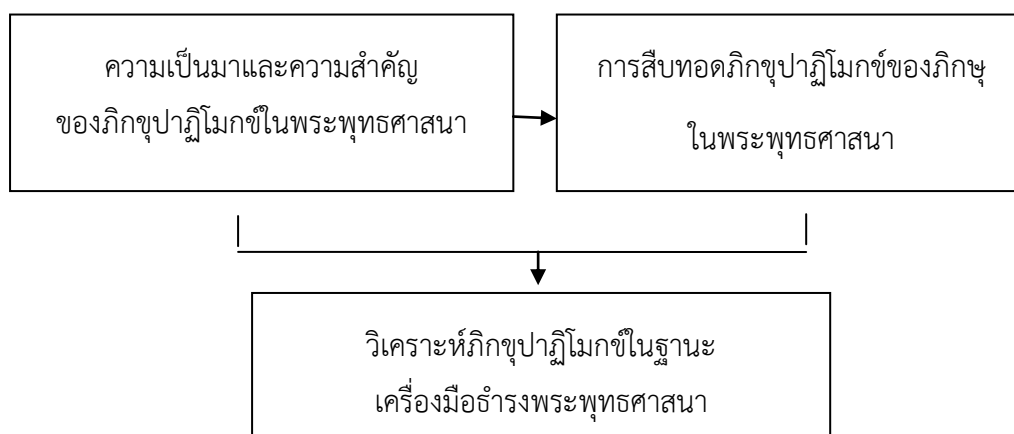 ความเป็นมาและความสำคัญ
ของภิกขุปาฏิโมกข์ในพระพุทธศาสนา
การสืบทอดภิกขุปาฏิโมกข์ของภิกษุ
ในพระพุทธศาสนา
วิเคราะห์ภิกขุปาฏิโมกข์ในฐานะ
เครื่องมือธำรงพระพุทธศาสนา